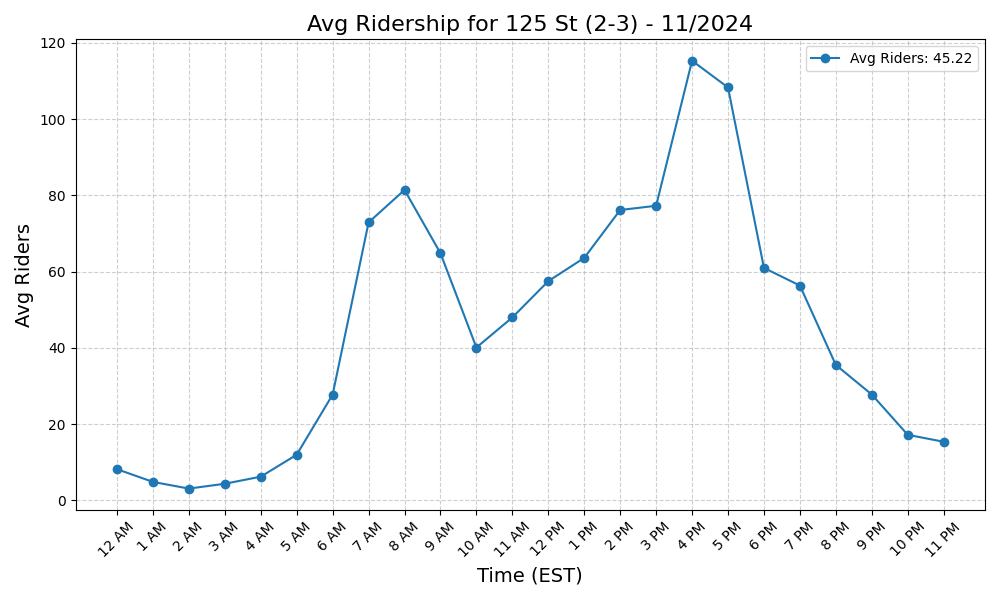 Avg Ridership for 125 St (2-3) - 11/2024
Avg Riders: 45.22
Avg Riders
120
100
80
60
40
20
0
12 AM
1 AM
2 AM
3 AM
4 AM
5 AM
6 AM
7 AM
8 AM
9 AM
10 AM
11 AM
12 PM
1 PM
2 PM
3 PM
4 PM
5 PM
6 PM
7 PM
8 PM
9 PM
10 PM
11 PM
Time (EST)